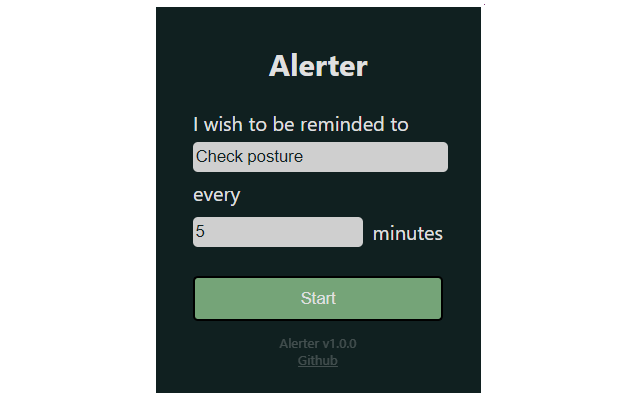 Alerter
I wish to be reminded to
Check posture
every
5 minutes
Start
Alerter v1.0.0
Github